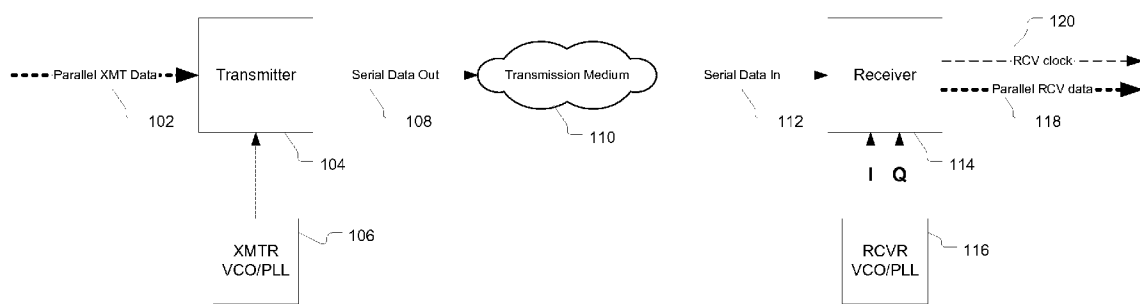 120
Parallel XMT Data
Transmitter
Serial Data Out
Transmission Medium
Serial Data In
Receiver
RCV clock
Parallel RCV data
102
108
110
112
118
104
114
I Q
XMTR
VCO/PLL
106
RCVR
VCO/PLL
116